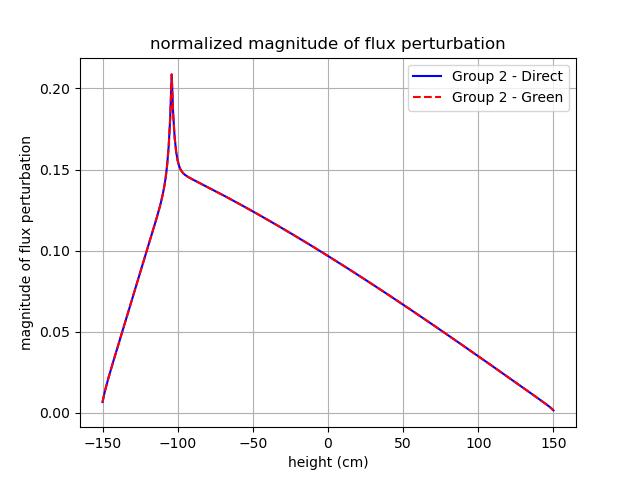 normalized magnitude of flux perturbation
Group 2 - Direct
Group 2 - Green
magnitude of flux perturbation
0.20
0.15
0.10
0.05
0.00
−150
−100
−50
0
50
100
150
height (cm)